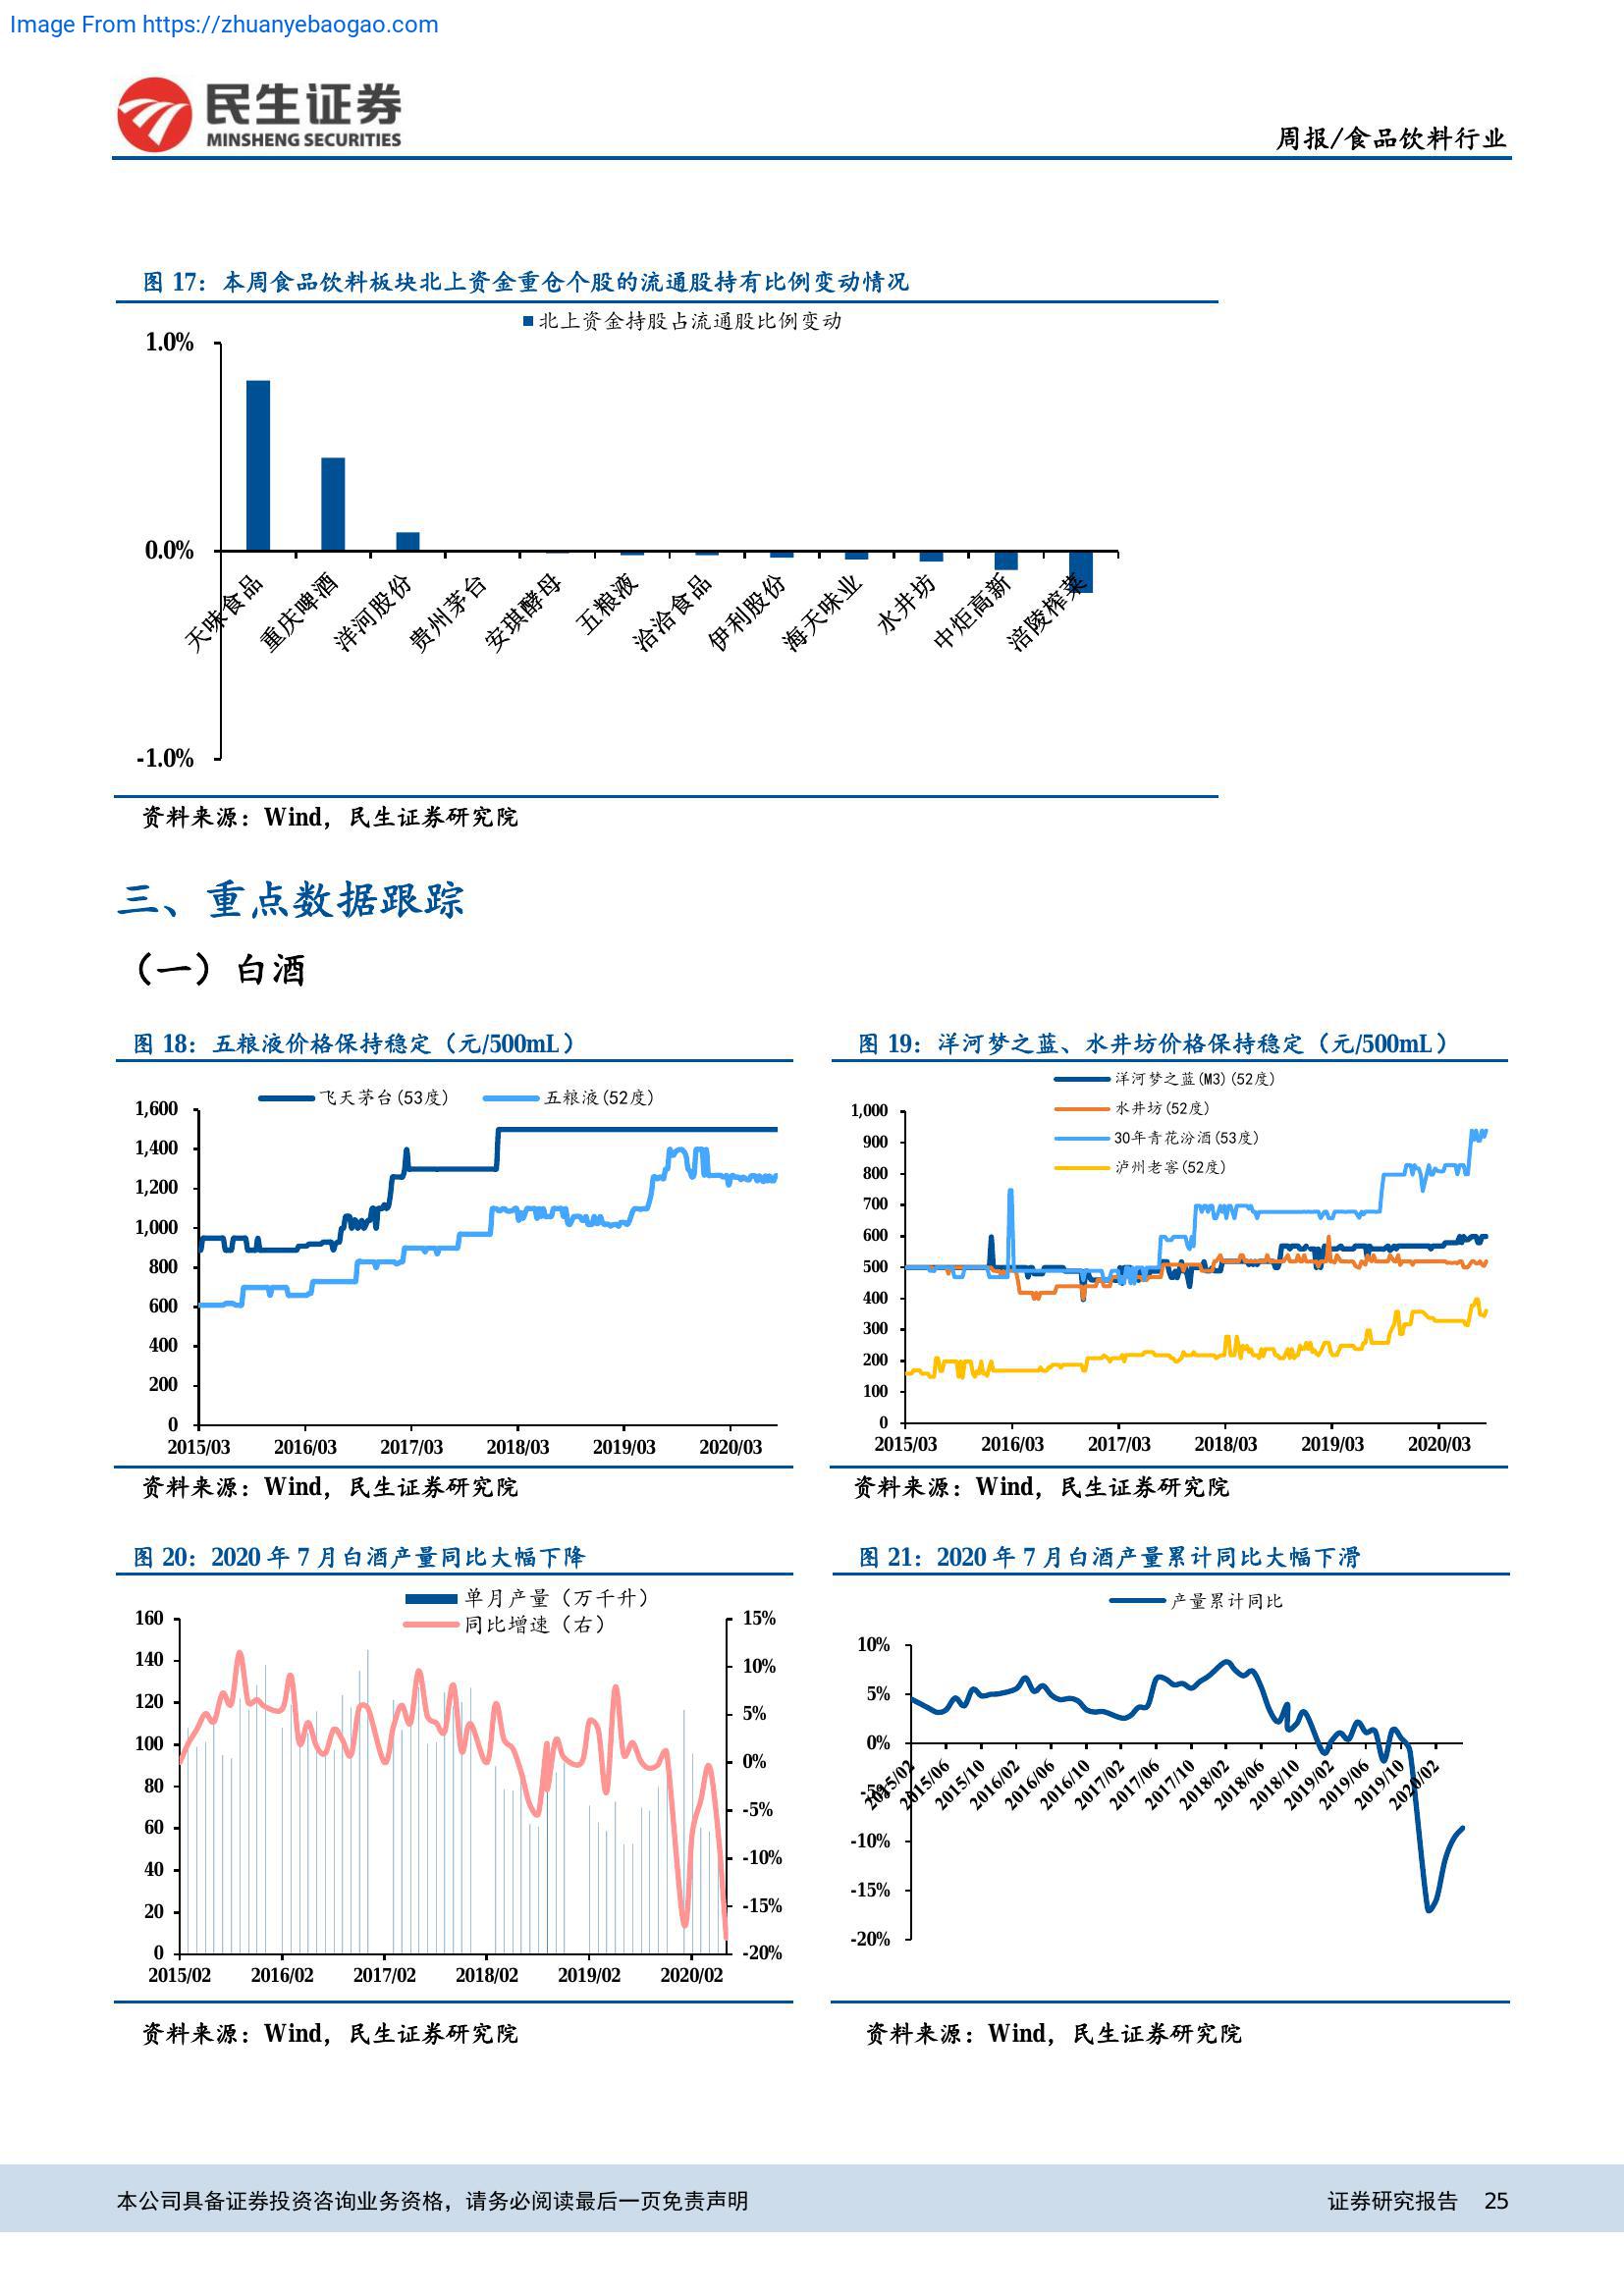 Image From https://zhuanyebaogao.com
民生证券
MINSHENG SECURITIES
周报/食品饮料行业
图 17：本周食品饮料板块北上资金重仓个股的流通股持有比例变动情况
北上资金持股占流通股比例变动
1.0%
0.0%
-1.0%
天味食品 重庆啤酒 洋河股份 贵州茅台 安琪酵母 五粮液 洽洽食品 伊利股份 海天味业 水井坊 中炬高新 涪陵榨菜
资料来源：Wind，民生证券研究院
三、重点数据跟踪
（一）白酒
图 18：五粮液价格保持稳定（元/500mL）
飞天茅台(53度) 五粮液(52度)
1,600
1,400
1,200
1,000
800
600
400
200
0
2015/03 2016/03 2017/03 2018/03 2019/03 2020/03
资料来源：Wind，民生证券研究院
图 19：洋河梦之蓝、水井坊价格保持稳定（元/500mL）
洋河梦之蓝(M3)(52度)
水井坊(52度)
30年青花汾酒(53度)
泸州老窖(52度)
1,000
900
800
700
600
500
400
300
200
100
0
2015/03 2016/03 2017/03 2018/03 2019/03 2020/03
资料来源：Wind，民生证券研究院
图 20：2020 年 7 月白酒产量同比大幅下降
单月产量（万千升）
同比增速（右）
160
140
120
100
80
60
40
20
0
15%
10%
5%
0%
-5%
-10%
-15%
-20%
2015/02 2016/02 2017/02 2018/02 2019/02 2020/02
资料来源：Wind，民生证券研究院
图 21：2020 年 7 月白酒产量累计同比大幅下滑
产量累计同比
10%
5%
0%
-5%
-10%
-15%
-20%
2015/02 2015/06 2015/10 2016/02 2016/06 2016/10 2017/02 2017/06 2017/10 2018/02 2018/06 2018/10 2019/02 2019/06 2019/10 2020/02
资料来源：Wind，民生证券研究院
本公司具备证券投资咨询业务资格，请务必阅读最后一页免责声明
证券研究报告 25